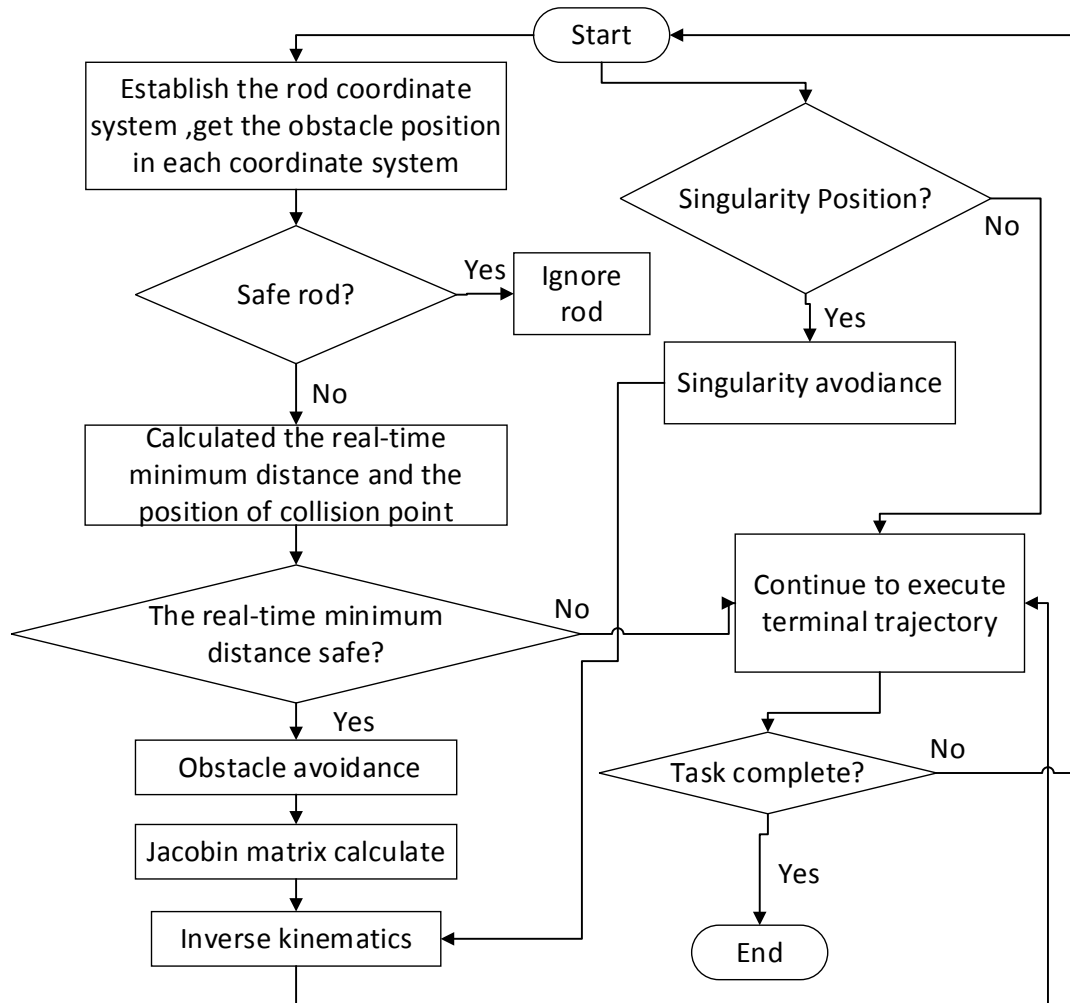 Start
Establish the rod coordinate
system ,get the obstacle position
in each coordinate system
Singularity Position?
No
Safe rod?
Yes
Ignore
rod
Yes
Singularity avodiance
No
Calculated the real-time
minimum distance and the
position of collision point
Continue to execute
terminal trajectory
The real-time minimum
distance safe?
No
Yes
Obstacle avoidance
Task complete?
No
Jacobin matrix calculate
Yes
Inverse kinematics
End